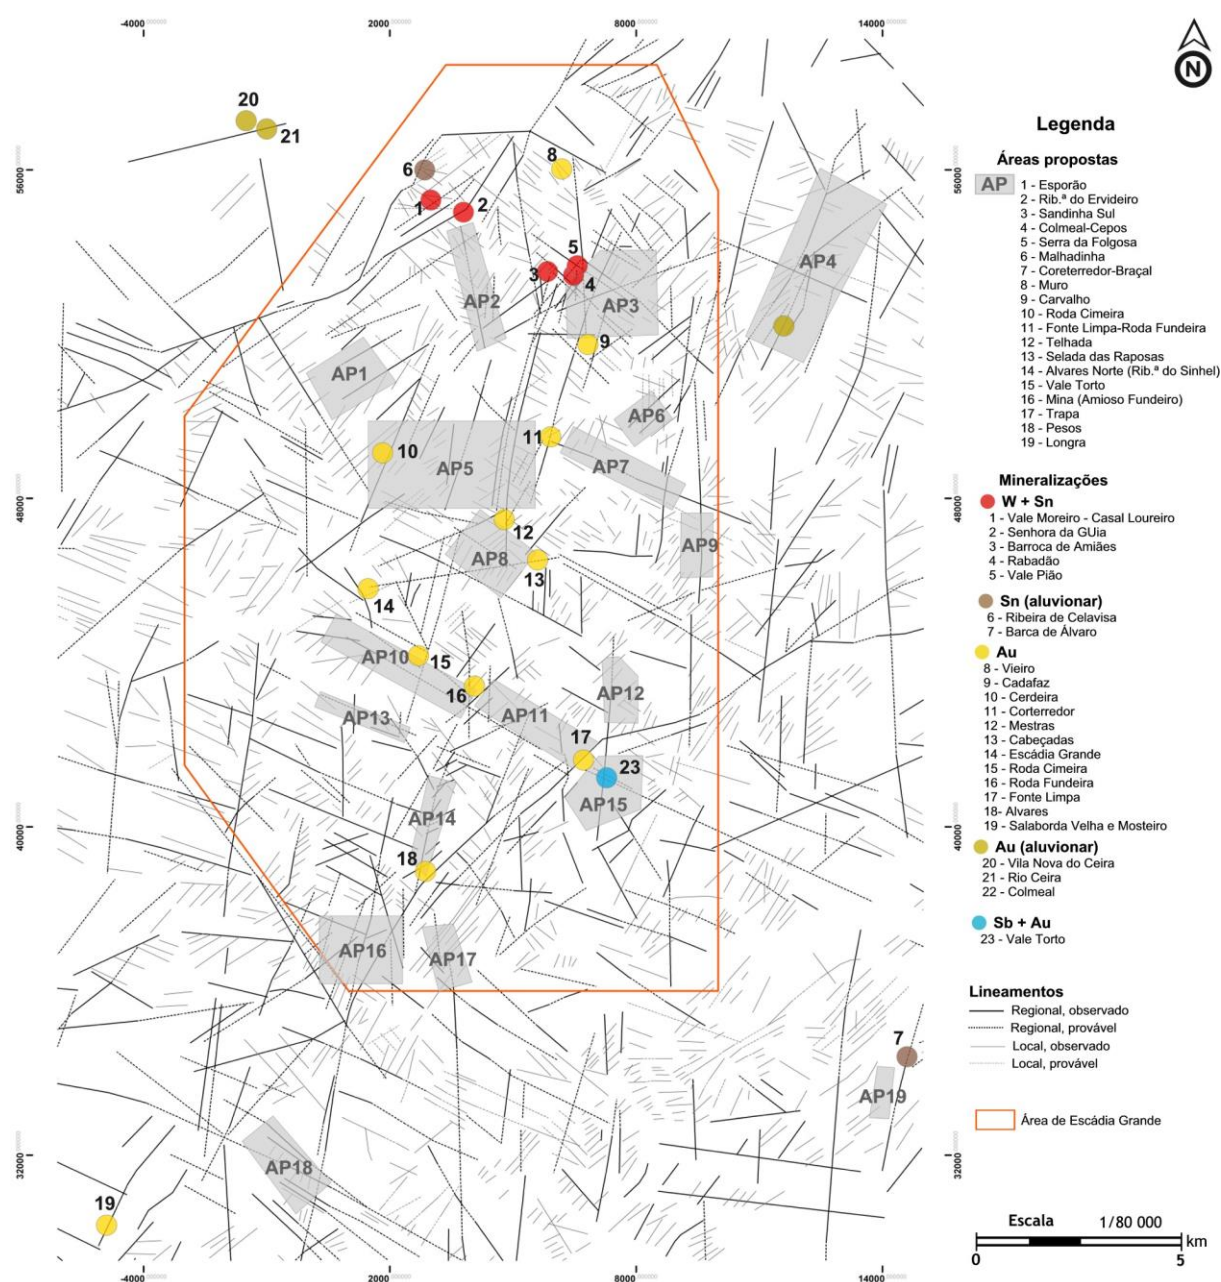 -4000
2000
8000
14000
N
20
21
56000
56000
6
8
1
2
5
3
4
AP4
AP2
AP3
9
AP1
AP6
11
10
AP5
AP7
48000
48000
12
AP8
AP9
13
14
AP10
15
16
AP12
AP11
AP13
17
23
AP15
AP14
40000
40000
18
AP16
AP17
7
AP19
32000
32000
AP18
19
-4000
2000
8000
14000
Legenda
Áreas propostas
AP
1 - Esporão
2 - Rib.ª do Ervideiro
3 - Sandinha Sul
4 - Colmeal-Cepos
5 - Serra da Folgosa
6 - Malhadinha
7 - Coreterredor-Braçal
8 - Muro
9 - Carvalho
10 - Roda Cimeira
11 - Fonte Limpa-Roda Fundeira
12 - Telhada
13 - Selada das Raposas
14 - Alvares Norte (Rib.ª do Sinhel)
15 - Vale Torto
16 - Mina (Amioso Fundeiro)
17 - Trapa
18 - Pesos
19 - Longra
Mineralizações
W + Sn
1 - Vale Moreiro - Casal Loureiro
2 - Senhora da GUia
3 - Barroca de Amiães
4 - Rabadão
5 - Vale Pião
Sn (aluvionar)
6 - Ribeira de Celavisa
7 - Barca de Álvaro
Au
8 - Vieiro
9 - Cadafaz
10 - Cerdeira
11 - Corterredor
12 - Mestras
13 - Cabeçadas
14 - Escádia Grande
15 - Roda Cimeira
16 - Roda Fundeira
17 - Fonte Limpa
18- Alvares
19 - Salaborda Velha e Mosteiro
Au (aluvionar)
20 - Vila Nova do Ceira
21 - Rio Ceira
22 - Colmeal
Sb + Au
23 - Vale Torto
Lineamentos
Regional, observado
Regional, provável
Local, observado
Local, provável
Área de Escádia Grande
Escala 1/80 000
km
0 5